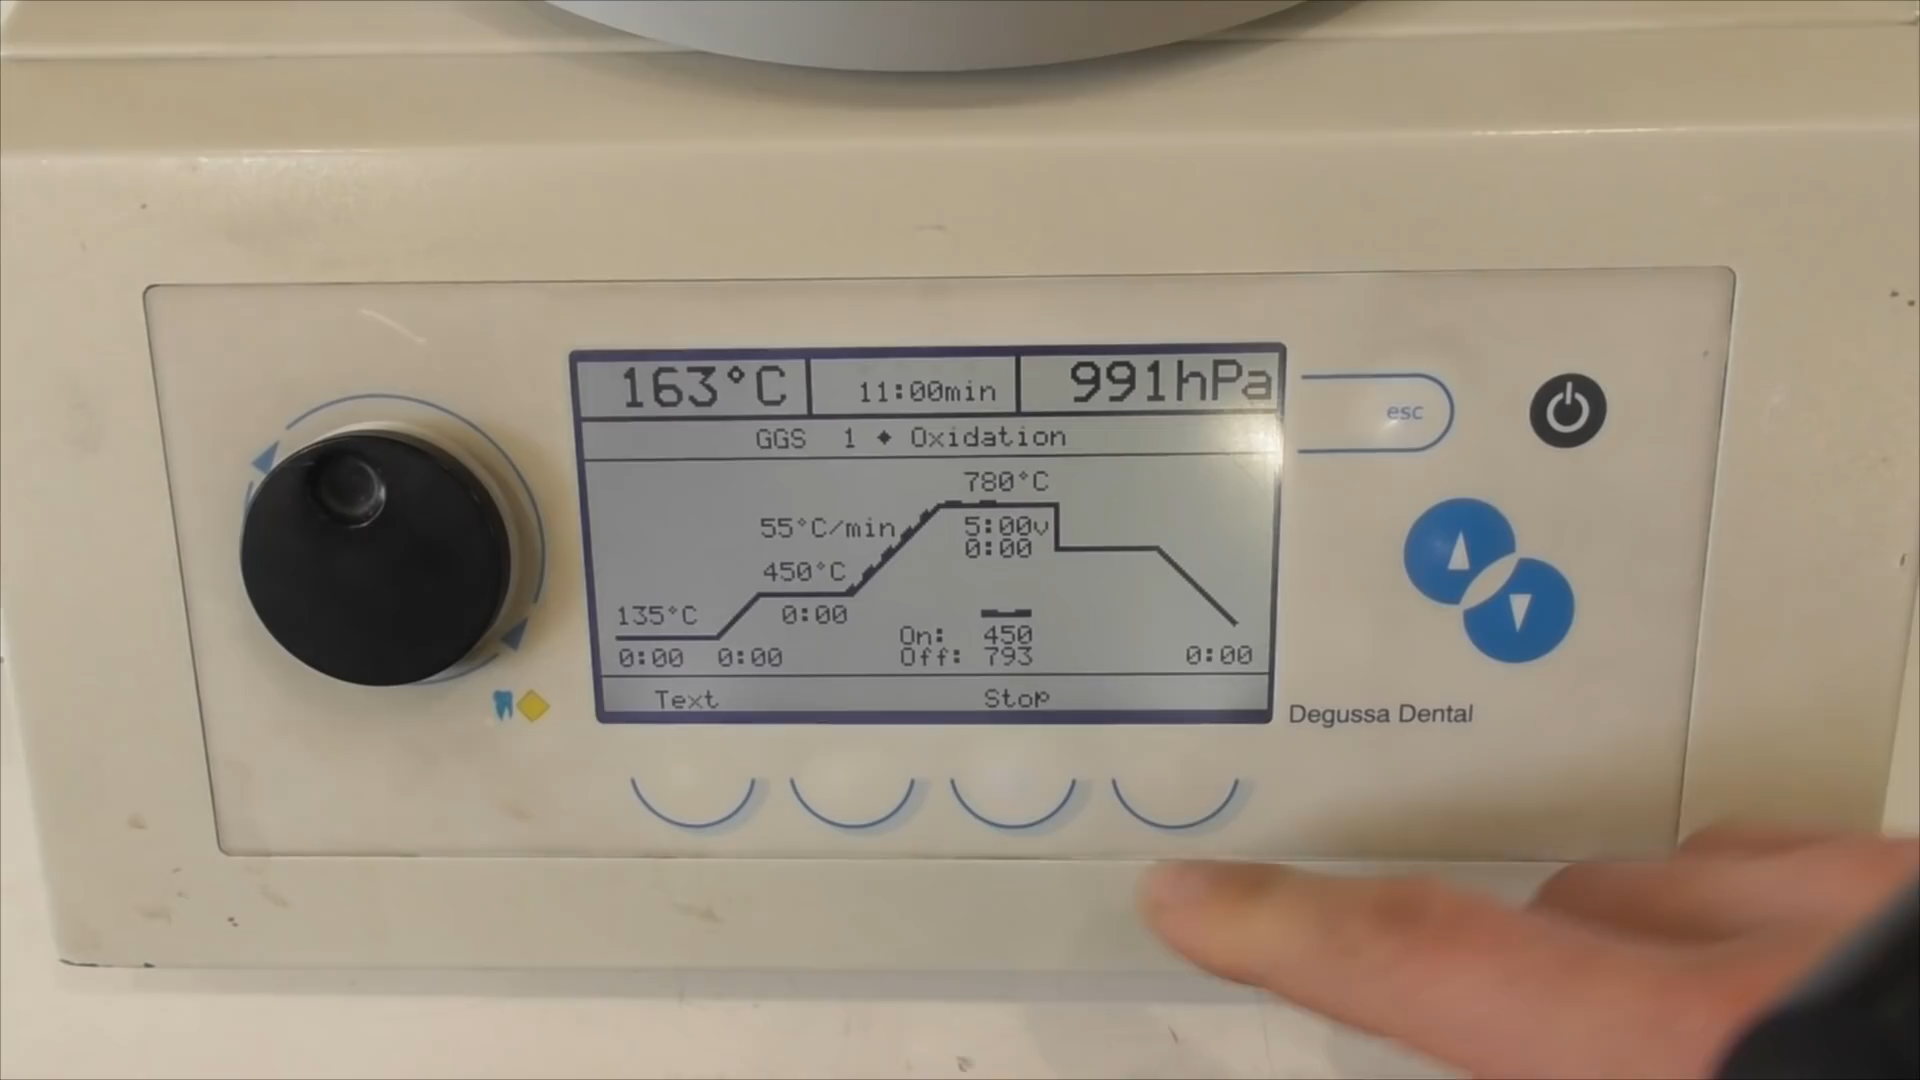 163°C 11:00min 991hPa
esc
GGS 1 ◆ Oxidation
780°C
55°C/min 5:00v
0:00
450°C
135°C 0:00
On: 450
Off: 793
0:00 0:00 0:00
Text Stop
Degussa Dental